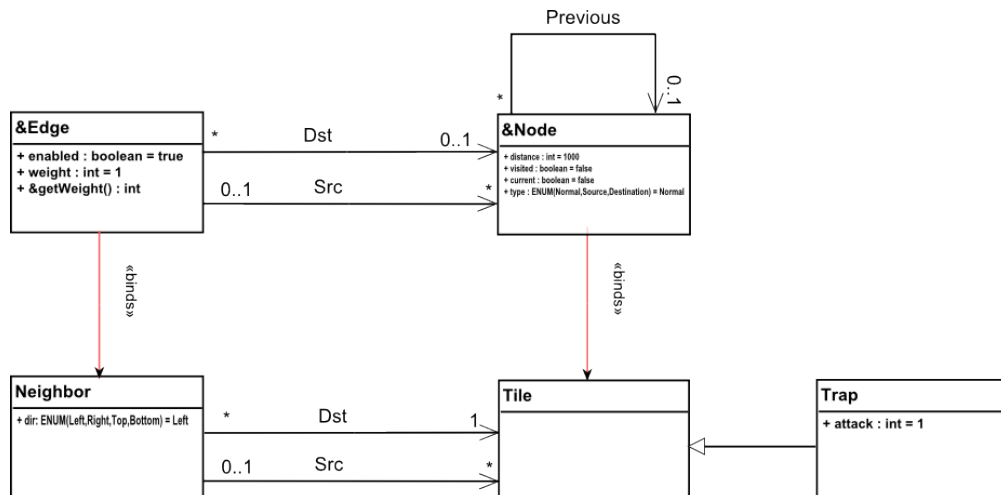 Previous
0..1
*
&Edge
+ enabled : boolean = true
+ weight : int = 1
+ &getWeight() : int
* Dst 0..1
0..1 Src *
&Node
+ distance : int = 1000
+ visited : boolean = false
+ current : boolean = false
+ type : ENUM(Normal,Source,Destination) = Normal
«binds»
«binds»
Neighbor
+ dir: ENUM(Left,Right,Top,Bottom) = Left
* Dst 1
0..1 Src *
Tile
Trap
+ attack : int = 1